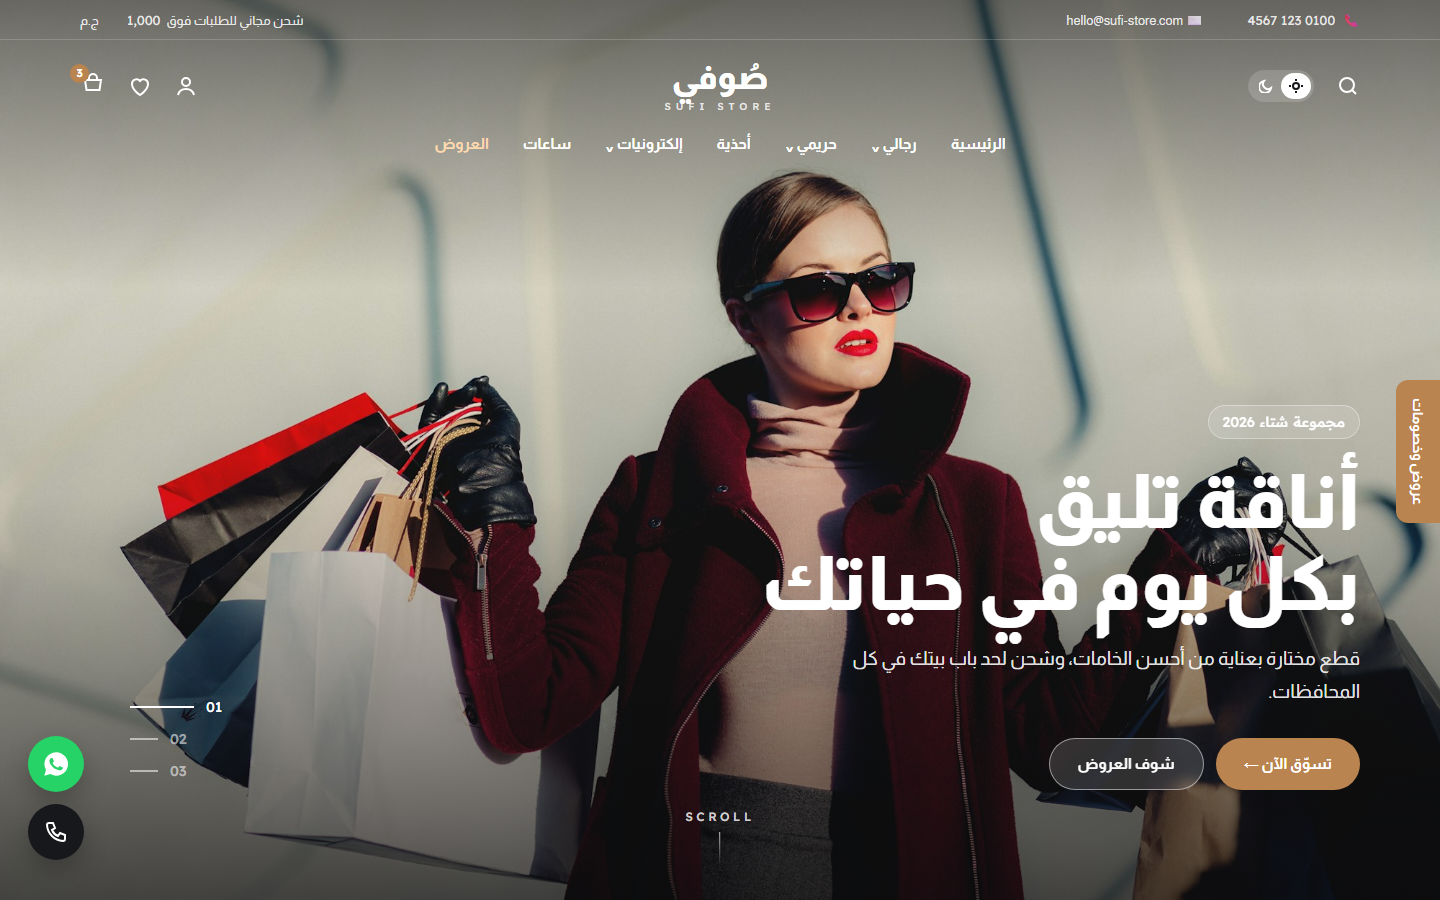 0100 123 4567
hello@sufi-store.com
شحن مجاني للطلبات فوق 1,000 ج.م
صُوفي
SUFI STORE
3
الرئيسية
رجالي
حريمي
أحذية
إلكترونيات
ساعات
العروض
عروض وخصومات
مجموعة شتاء 2026
أناقة تليق
بكل يوم في حياتك
قطع مختارة بعناية من أحسن الخامات، وشحن لحد باب بيتك في كل
المحافظات.
تسوّق الآن ←
شوف العروض
01
02
03
SCROLL